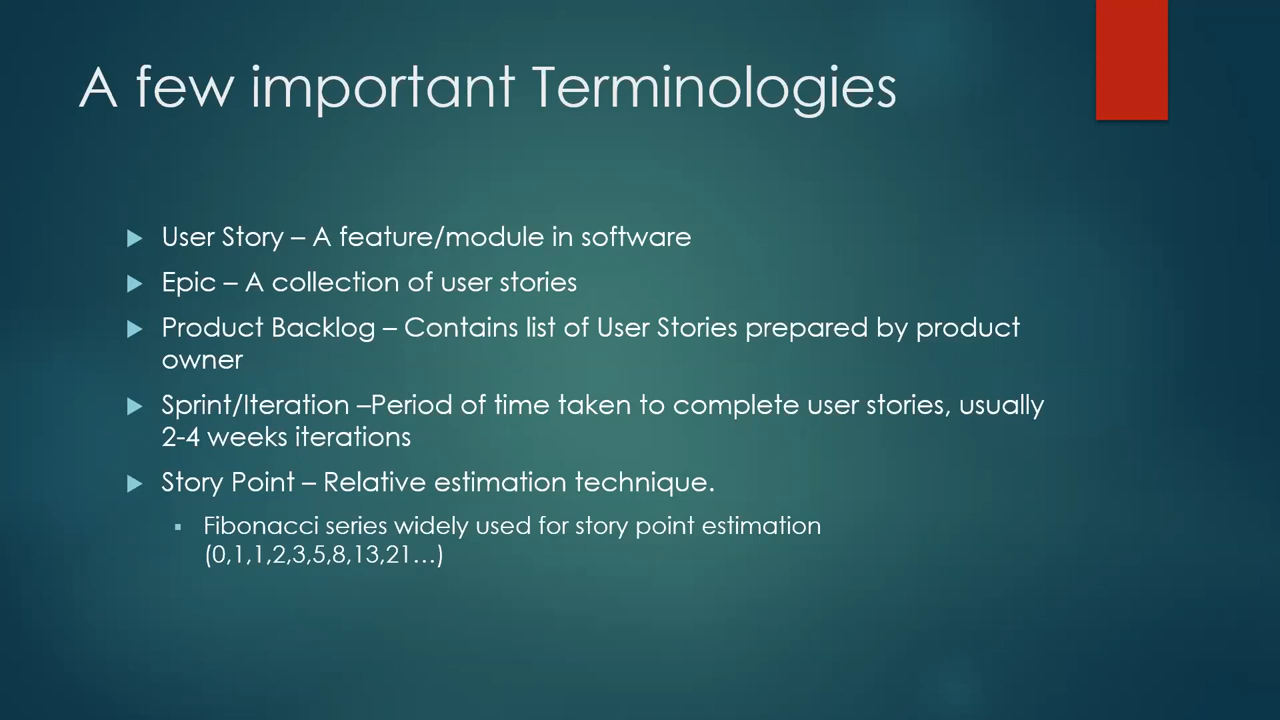 A few important Terminologies
User Story – A feature/module in software
Epic – A collection of user stories
Product Backlog – Contains list of User Stories prepared by product
owner
Sprint/Iteration –Period of time taken to complete user stories, usually
2-4 weeks iterations
Story Point – Relative estimation technique.
Fibonacci series widely used for story point estimation
(0,1,1,2,3,5,8,13,21…)